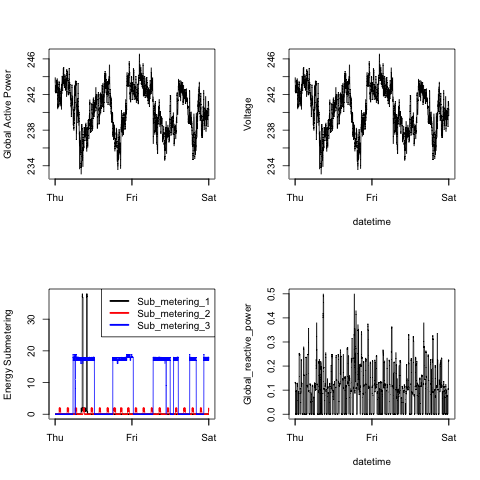 Global Active Power
246
242
238
234
Thu Fri Sat
Voltage
246
242
238
234
Thu Fri Sat
datetime
Energy Submetering
30
20
10
0
Sub_metering_1
Sub_metering_2
Sub_metering_3
Thu Fri Sat
Global_reactive_power
0.5
0.4
0.3
0.2
0.1
0.0
Thu Fri Sat
datetime